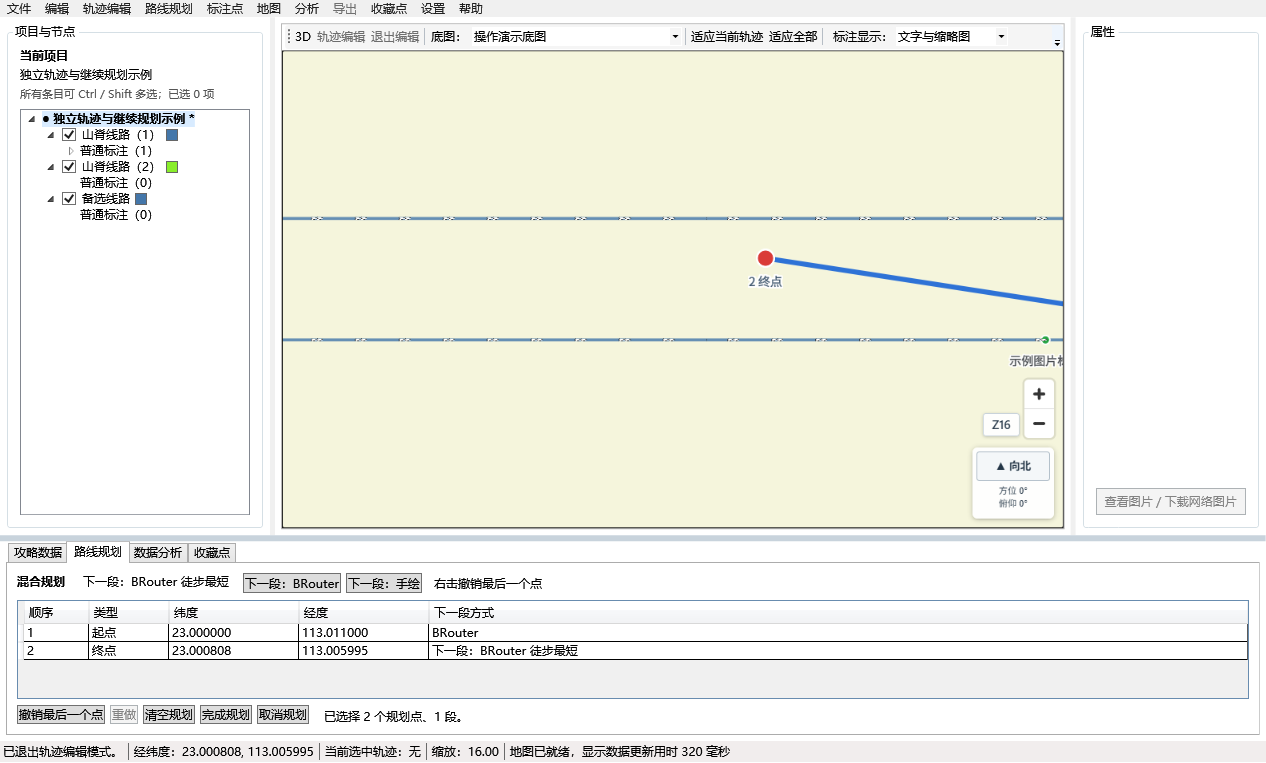 文件 编辑 轨迹编辑 路线规划 标注点 地图 分析 导出 收藏点 设置 帮助
项目与节点
当前项目
独立轨迹与继续规划示例
所有条目可 Ctrl / Shift 多选；已选 0 项
● 独立轨迹与继续规划示例 *
山脊线路 (1)
普通标注 (1)
山脊线路 (2)
普通标注 (0)
备选线路
普通标注 (0)
3D 轨迹编辑 退出编辑 底图： 操作演示底图 适应当前轨迹 适应全部 标注显示： 文字与缩略图
2 终点
示例图片标
+
Z16
−
▲ 向北
方位 0°
俯仰 0°
属性
查看图片 / 下载网络图片
攻略数据 路线规划 数据分析 收藏点
混合规划 下一段：BRouter 徒步最短 下一段：BRouter 下一段：手绘 右击撤销最后一个点
顺序 类型 纬度 经度 下一段方式
1 起点 23.000000 113.011000 BRouter
2 终点 23.000808 113.005995 下一段：BRouter 徒步最短
撤销最后一个点 重做 清空规划 完成规划 取消规划 已选择 2 个规划点、1 段。
已退出轨迹编辑模式。 经纬度：23.000808, 113.005995 当前选中轨迹：无 缩放：16.00 地图已就绪，显示数据更新用时 320 毫秒